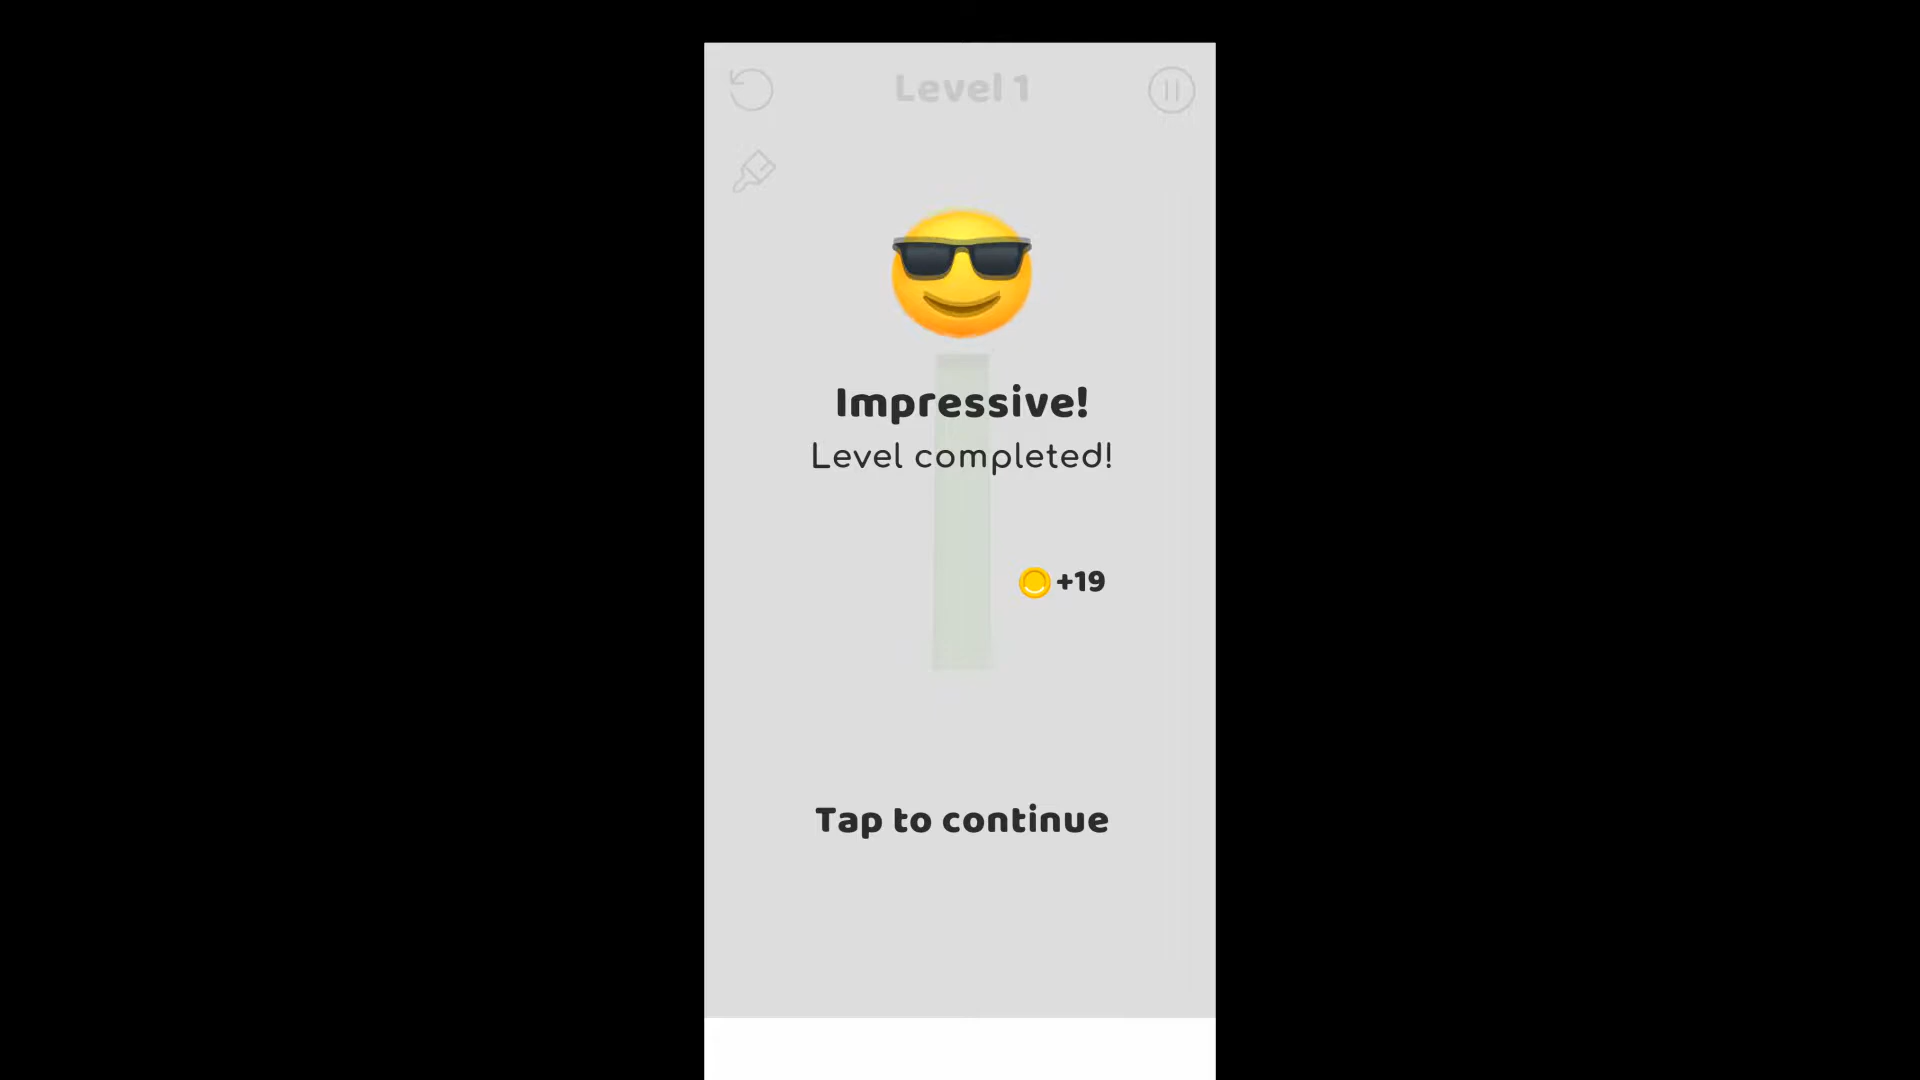 Level 1
Impressive!
Level completed!
+19
Tap to continue